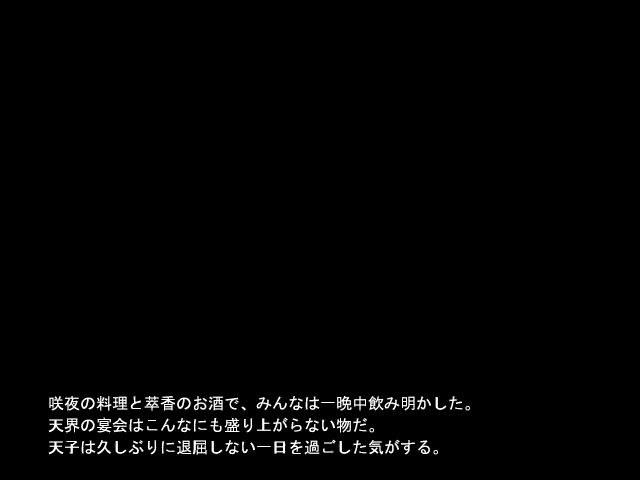 咲夜の料理と萃香のお酒で、みんなは一晩中飲み明かした。
天界の宴会はこんなにも盛り上がらない物だ。
天子は久しぶりに退屈しない一日を過ごした気がする。